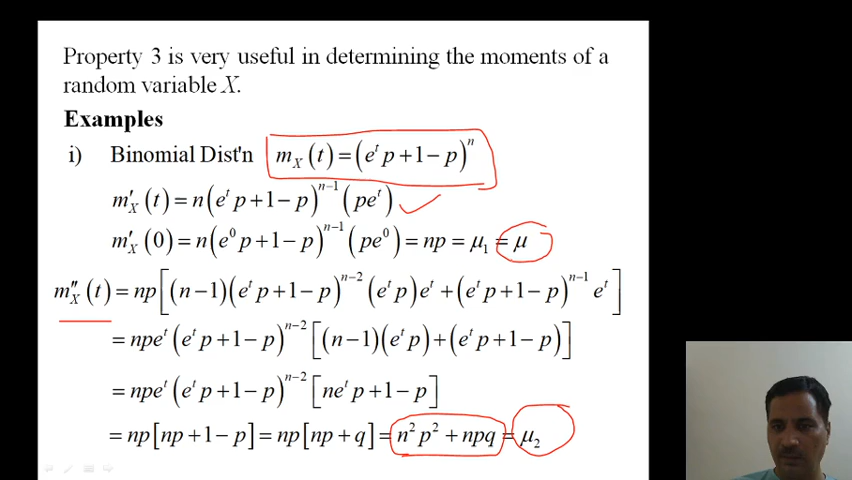 Property 3 is very useful in determining the moments of a
random variable X.
Examples
i) Binomial Dist'n m_X(t) = (e^t p + 1 − p)^n
m′_X(t) = n(e^t p + 1 − p)^{n−1}(pe^t)
m′_X(0) = n(e^0 p + 1 − p)^{n−1}(pe^0) = np = μ_1 = μ
m″_X(t) = np[(n − 1)(e^t p + 1 − p)^{n−2}(e^t p)e^t + (e^t p + 1 − p)^{n−1} e^t]
= npe^t(e^t p + 1 − p)^{n−2}[(n − 1)(e^t p) + (e^t p + 1 − p)]
= npe^t(e^t p + 1 − p)^{n−2}[ne^t p + 1 − p]
= np[np + 1 − p] = np[np + q] = n^2 p^2 + npq = μ_2